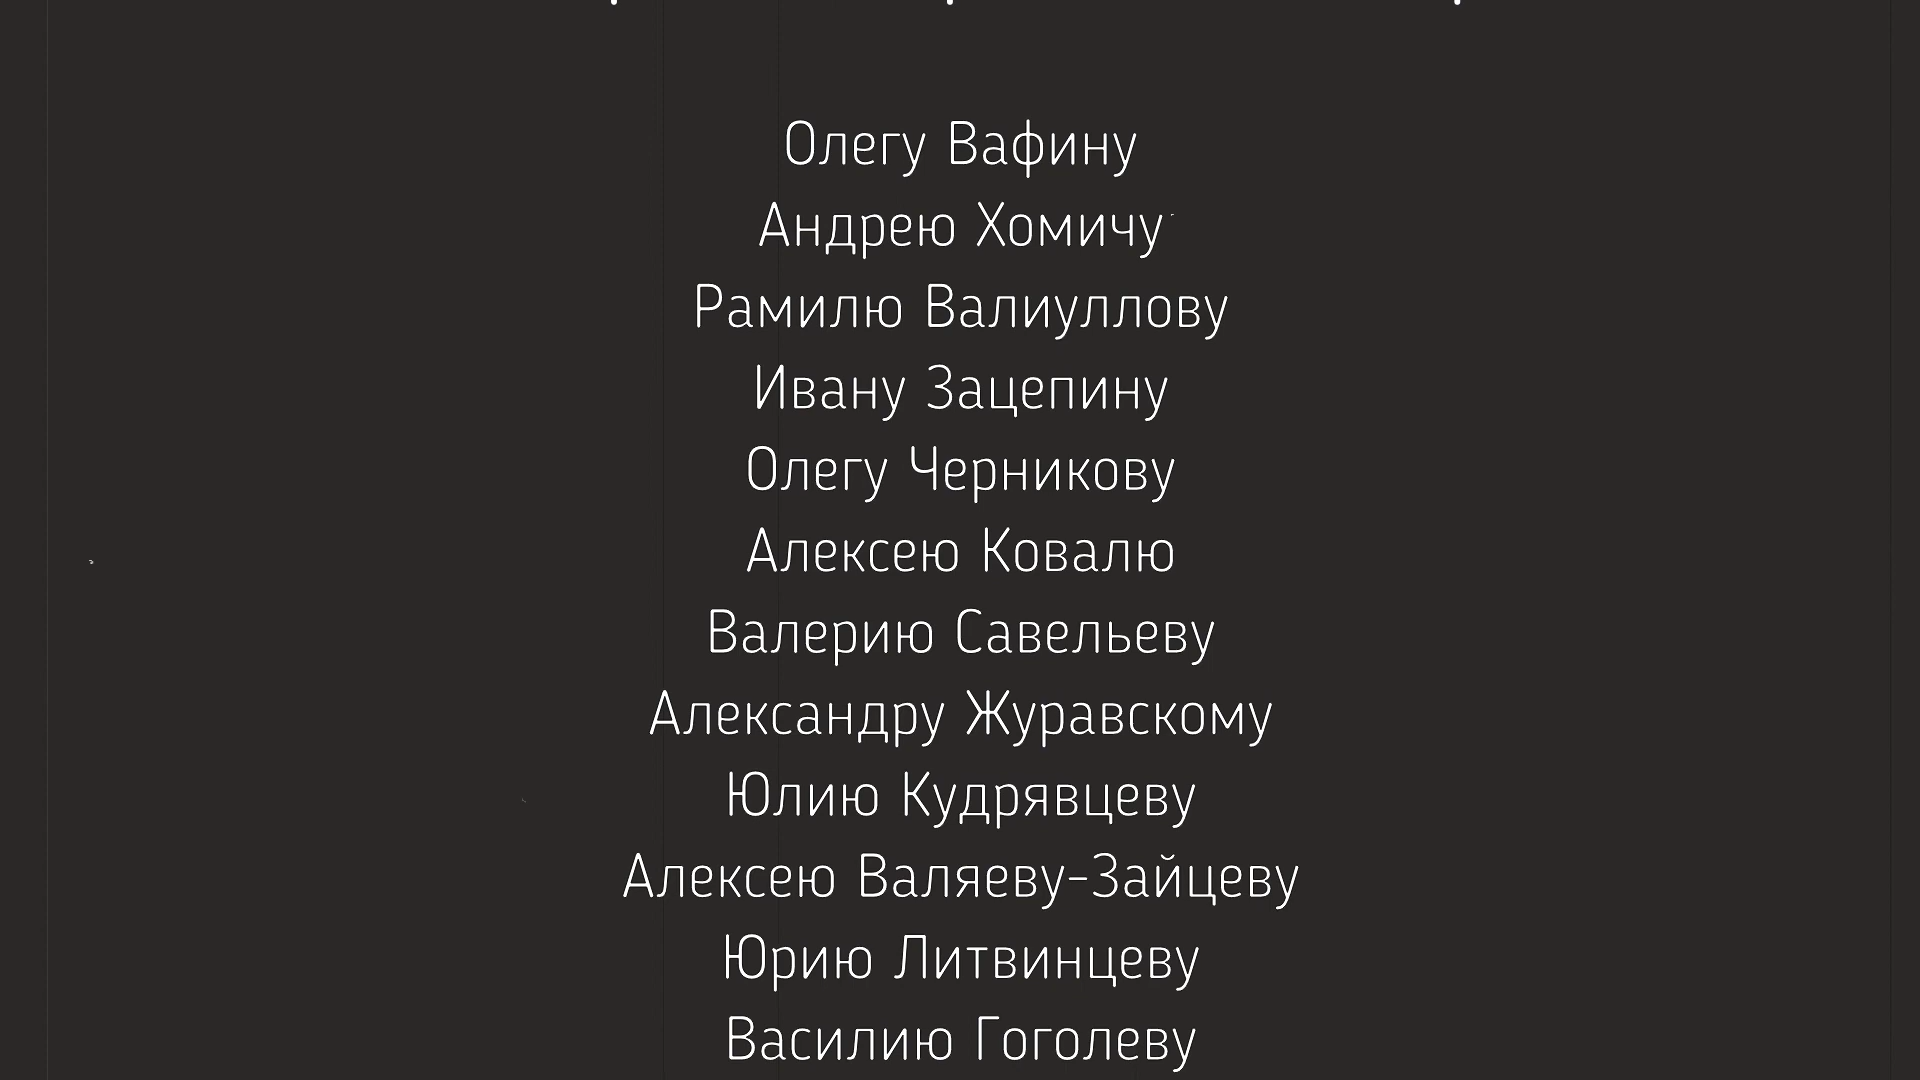 Олегу Вафину
Андрею Хомичу
Рамилю Валиуллову
Ивану Зацепину
Олегу Черникову
Алексею Ковалю
Валерию Савельеву
Александру Журавскому
Юлию Кудрявцеву
Алексею Валяеву-Зайцеву
Юрию Литвинцеву
Василию Гоголеву